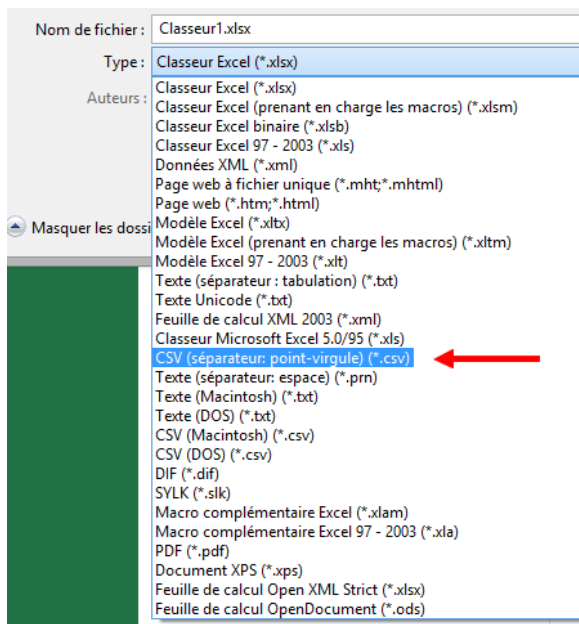 Nom de fichier : Classeur1.xlsx
Type : Classeur Excel (*.xlsx)
Auteurs :
Classeur Excel (*.xlsx)
Classeur Excel (prenant en charge les macros) (*.xlsm)
Classeur Excel binaire (*.xlsb)
Classeur Excel 97 - 2003 (*.xls)
Données XML (*.xml)
Page web à fichier unique (*.mht;*.mhtml)
Page web (*.htm;*.html)
Masquer les dossi
Modèle Excel (*.xltx)
Modèle Excel (prenant en charge les macros) (*.xltm)
Modèle Excel 97 - 2003 (*.xlt)
Texte (séparateur : tabulation) (*.txt)
Texte Unicode (*.txt)
Feuille de calcul XML 2003 (*.xml)
Classeur Microsoft Excel 5.0/95 (*.xls)
CSV (séparateur: point-virgule) (*.csv)
Texte (séparateur: espace) (*.prn)
Texte (Macintosh) (*.txt)
Texte (DOS) (*.txt)
CSV (Macintosh) (*.csv)
CSV (DOS) (*.csv)
DIF (*.dif)
SYLK (*.slk)
Macro complémentaire Excel (*.xlam)
Macro complémentaire Excel 97 - 2003 (*.xla)
PDF (*.pdf)
Document XPS (*.xps)
Feuille de calcul Open XML Strict (*.xlsx)
Feuille de calcul OpenDocument (*.ods)